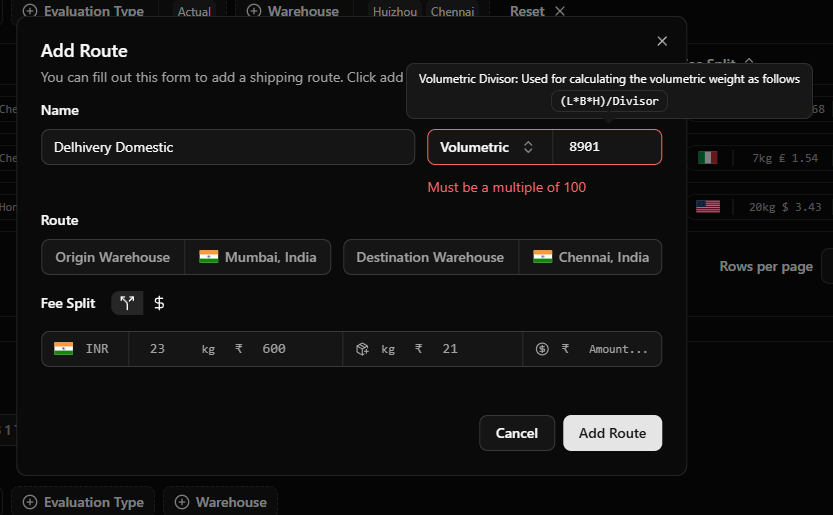 Evaluation Type Actual Warehouse Huizhou Chennai Reset
Add Route
You can fill out this form to add a shipping route. Click add
Volumetric Divisor: Used for calculating the volumetric weight as follows
(L*B*H)/Divisor
Name
Delhivery Domestic Volumetric 8901
Must be a multiple of 100
7kg £ 1.54
20kg $ 3.43
Route
Origin Warehouse Mumbai, India Destination Warehouse Chennai, India
Rows per page
Fee Split $
INR 23 kg ₹ 600 kg ₹ 21 ₹ Amount...
Cancel Add Route
Evaluation Type Warehouse